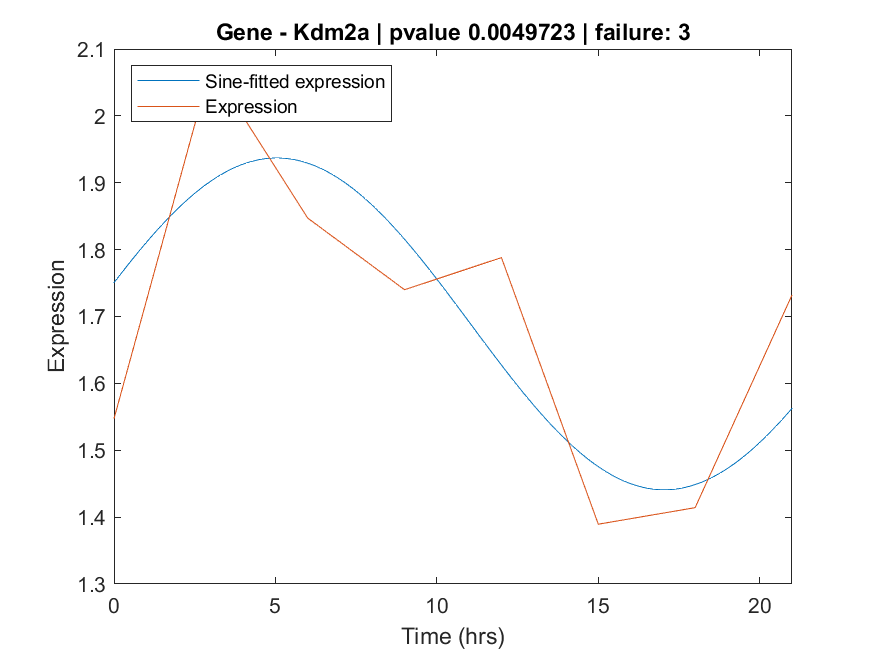 Gene - Kdm2a | pvalue 0.0049723 | failure: 3
2.1
2
1.9
1.8
1.7
1.6
1.5
1.4
1.3
Expression
Sine-fitted expression
Expression
0
5
10
15
20
Time (hrs)